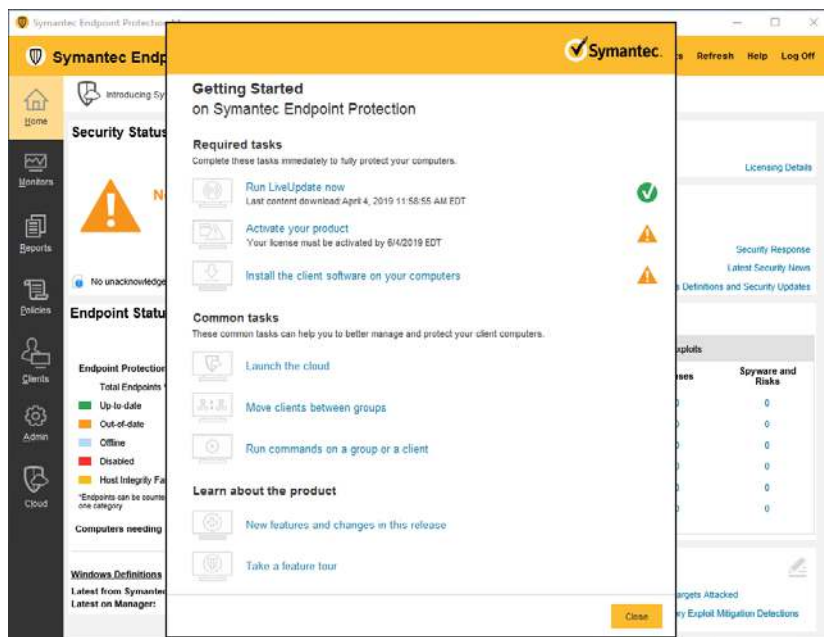 Symantec Endpoint Protection
Symantec Endp
Refresh Help Log Off
Introducing Sy
Home
Monitors
Reports
Policies
Clients
Admin
Cloud
Security Status
No unacknowledge
Endpoint Statu
Endpoint Protection
Total Endpoints *
Up-to-date
Out-of-date
Offline
Disabled
Host Integrity Fa
*Endpoints can be counte
one category
Computers needing
Windows Definitions
Latest from Symantec
Latest on Manager:
Symantec.
Getting Started
on Symantec Endpoint Protection
Required tasks
Complete these tasks immediately to fully protect your computers.
Run LiveUpdate now
Last content download:April 4, 2019 11:58:55 AM EDT
Activate your product
Your license must be activated by 6/4/2019 EDT
Install the client software on your computers
Common tasks
These common tasks can help you to better manage and protect your client computers.
Launch the cloud
Move clients between groups
Run commands on a group or a client
Learn about the product
New features and changes in this release
Take a feature tour
Close
Licensing Details
Security Response
Latest Security News
s Definitions and Security Updates
xploits
ses
Spyware and
Risks
0
0
0
0
0
0
argets Attacked
ry Exploit Mitigation Detections